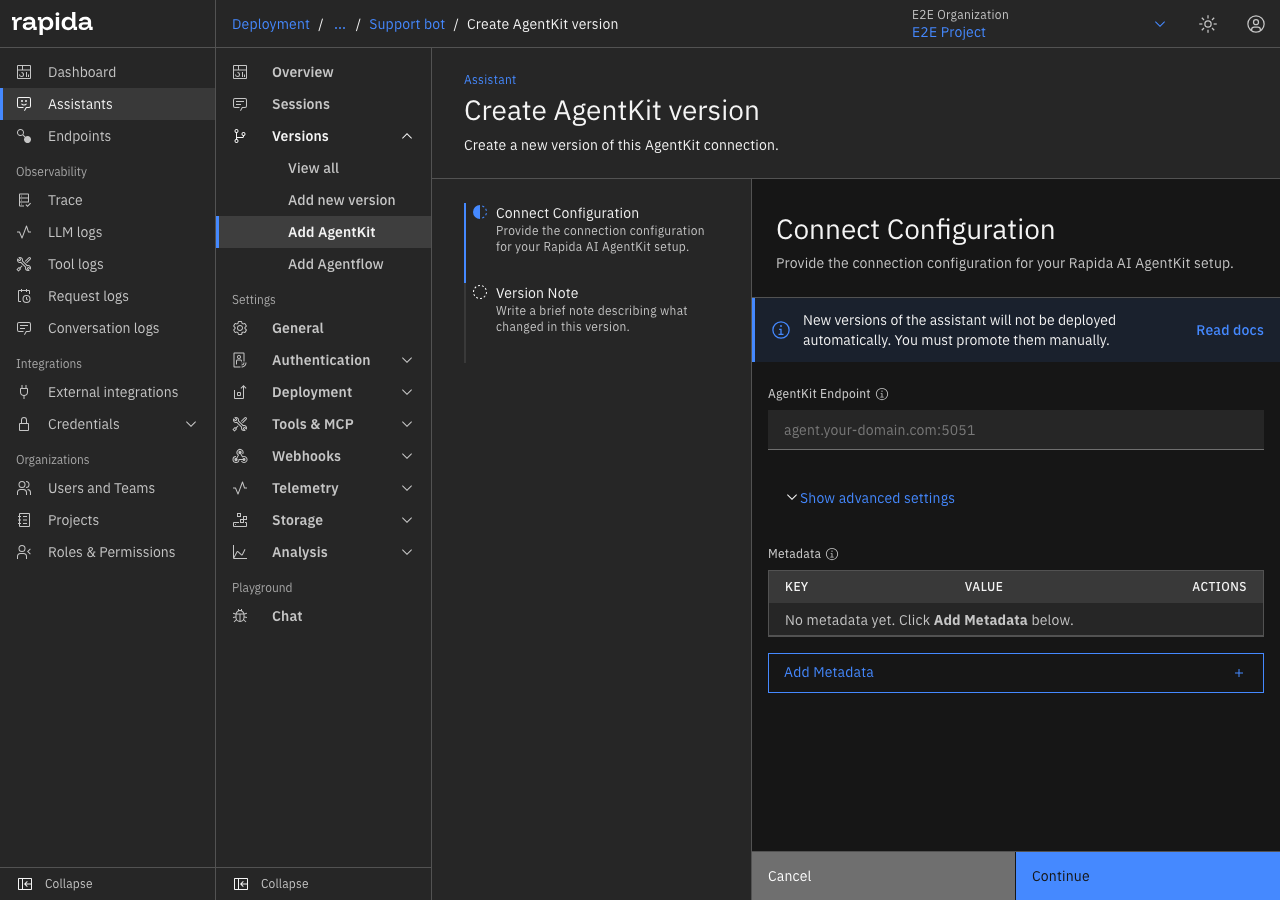 rapida
Deployment / ... / Support bot / Create AgentKit version
E2E Organization
E2E Project
Dashboard
Assistants
Endpoints
Observability
Trace
LLM logs
Tool logs
Request logs
Conversation logs
Integrations
External integrations
Credentials
Organizations
Users and Teams
Projects
Roles & Permissions
Collapse
Overview
Sessions
Versions
View all
Add new version
Add AgentKit
Add Agentflow
Settings
General
Authentication
Deployment
Tools & MCP
Webhooks
Telemetry
Storage
Analysis
Playground
Chat
Collapse
Assistant
Create AgentKit version
Create a new version of this AgentKit connection.
Connect Configuration
Provide the connection configuration
for your Rapida AI AgentKit setup.
Version Note
Write a brief note describing what
changed in this version.
Connect Configuration
Provide the connection configuration for your Rapida AI AgentKit setup.
New versions of the assistant will not be deployed
automatically. You must promote them manually.
Read docs
AgentKit Endpoint
agent.your-domain.com:5051
Show advanced settings
Metadata
KEY VALUE ACTIONS
No metadata yet. Click Add Metadata below.
Add Metadata +
Cancel
Continue